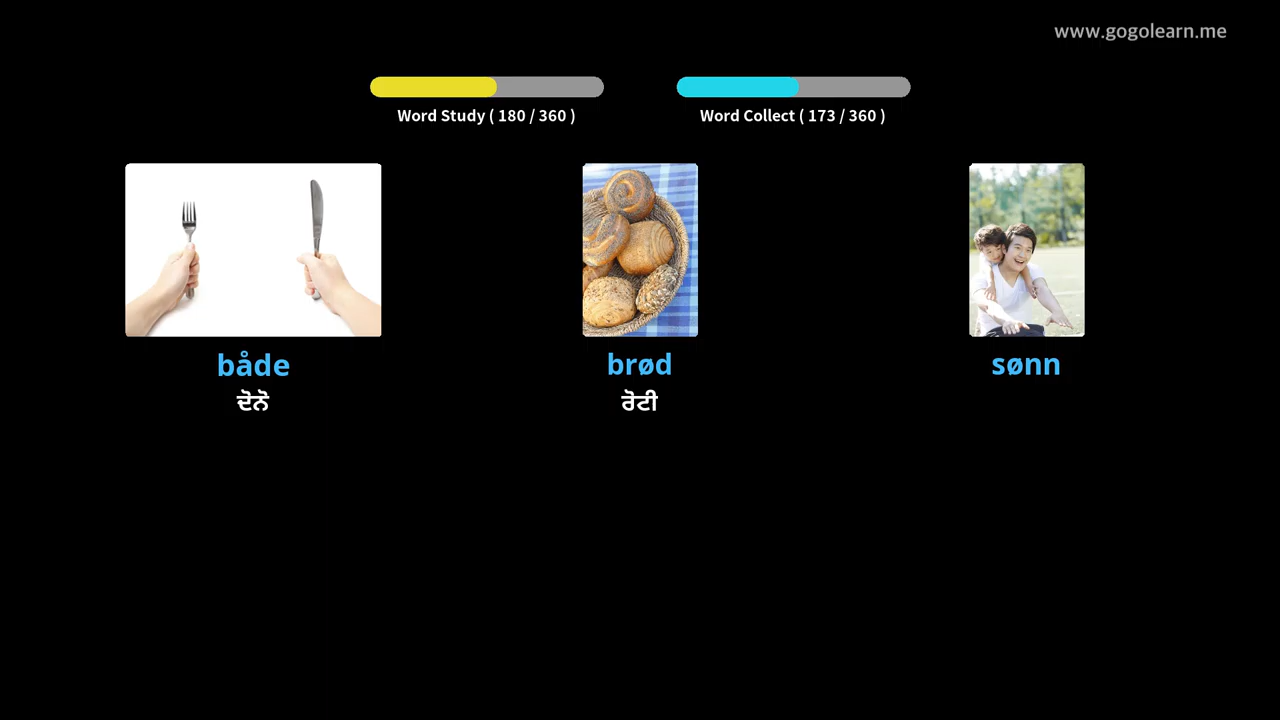 www.gogolearn.me
Word Study ( 180 / 360 )
Word Collect ( 173 / 360 )
både
brød
sønn
ਦੋਨੋ
ਰੋਟੀ